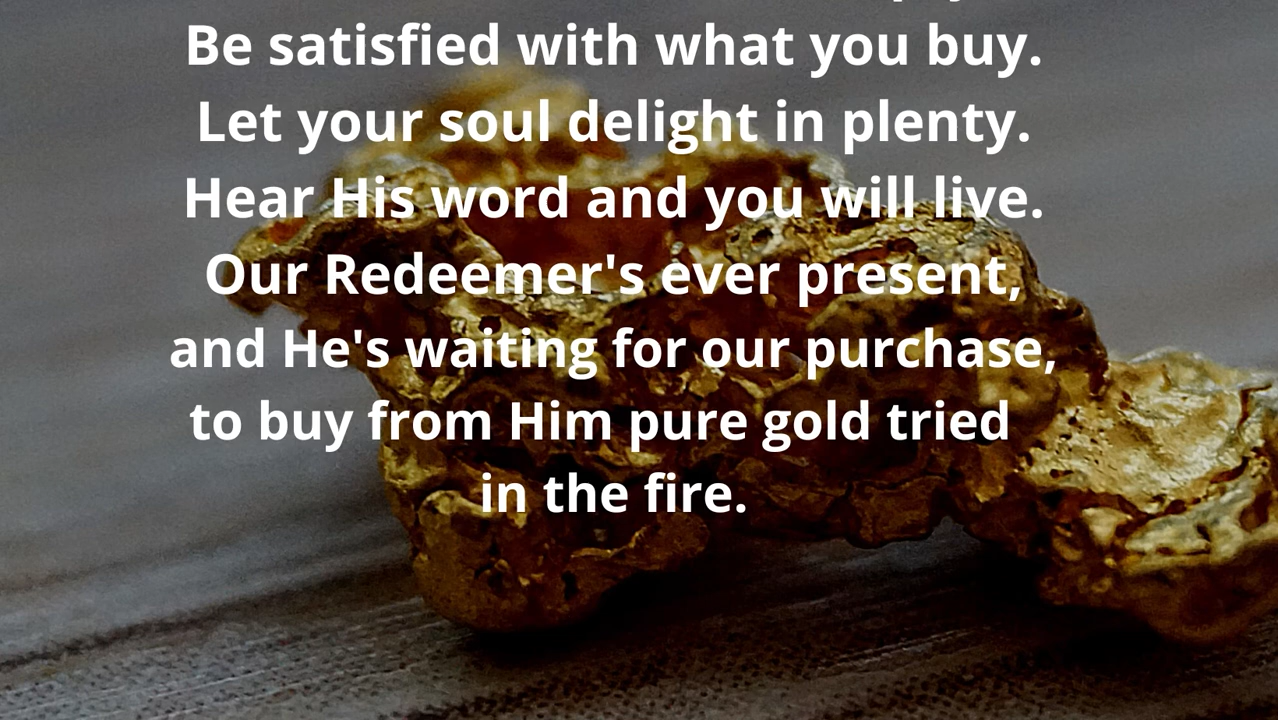 Be satisfied with what you buy.
Let your soul delight in plenty.
Hear His word and you will live.
Our Redeemer's ever present,
and He's waiting for our purchase,
to buy from Him pure gold tried
in the fire.